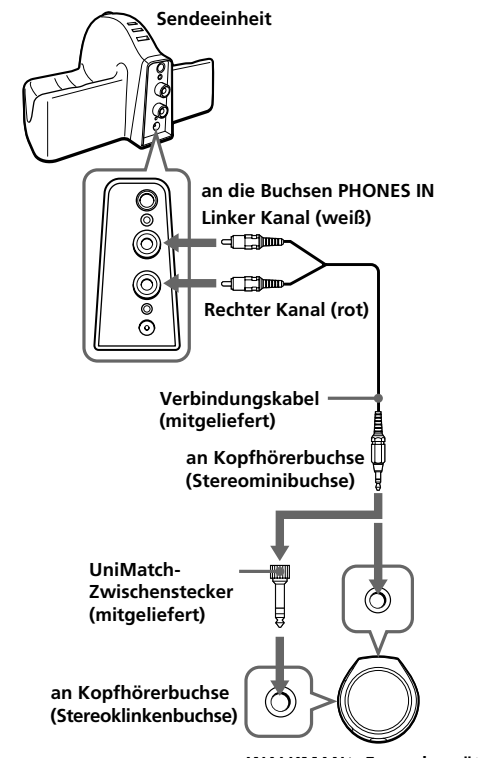 Sendeeinheit
an die Buchsen PHONES IN
Linker Kanal (weiß)
Rechter Kanal (rot)
Verbindungskabel
(mitgeliefert)
an Kopfhörerbuchse
(Stereominibuchse)
UniMatch-
Zwischenstecker
(mitgeliefert)
an Kopfhörerbuchse
(Stereoklinkenbuchse)